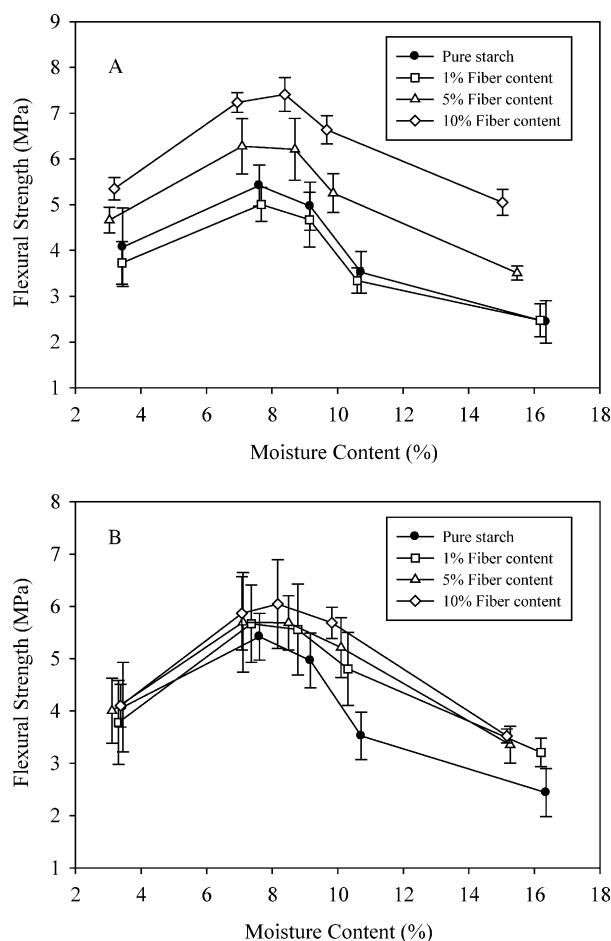 9
8
7
6
5
4
3
2
1
Flexural Strength (MPa)
A
Pure starch
1% Fiber content
5% Fiber content
10% Fiber content
2 4 6 8 10 12 14 16 18
Moisture Content (%)
8
7
6
5
4
3
2
1
Flexural Strength (MPa)
B
Pure starch
1% Fiber content
5% Fiber content
10% Fiber content
2 4 6 8 10 12 14 16 18
Moisture Content (%)